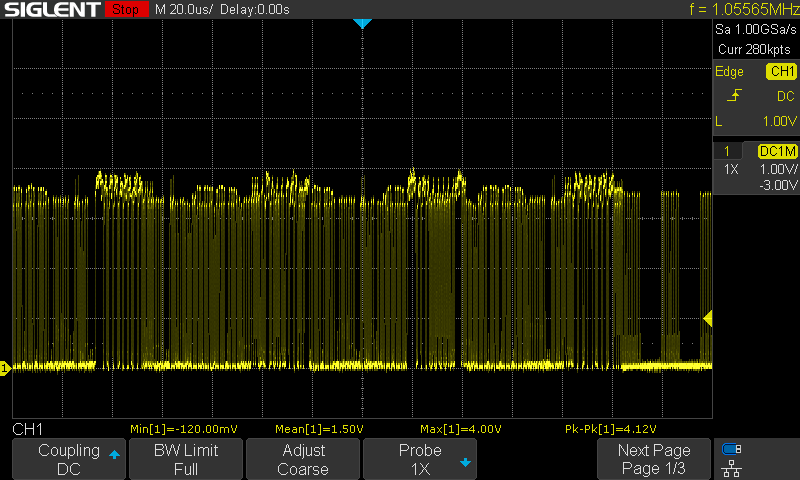 SIGLENT Stop M 20.0us/ Delay:0.00s f = 1.05565MHz
Sa 1.00GSa/s
Curr 280kpts
Edge CH1
DC
L 1.00V
1 DC1M
1X 1.00V/
-3.00V
1
CH1 Min[1]=-120.00mV Mean[1]=1.50V Max[1]=4.00V Pk-Pk[1]=4.12V
Coupling BW Limit Adjust Probe Next Page
DC Full Coarse 1X Page 1/3